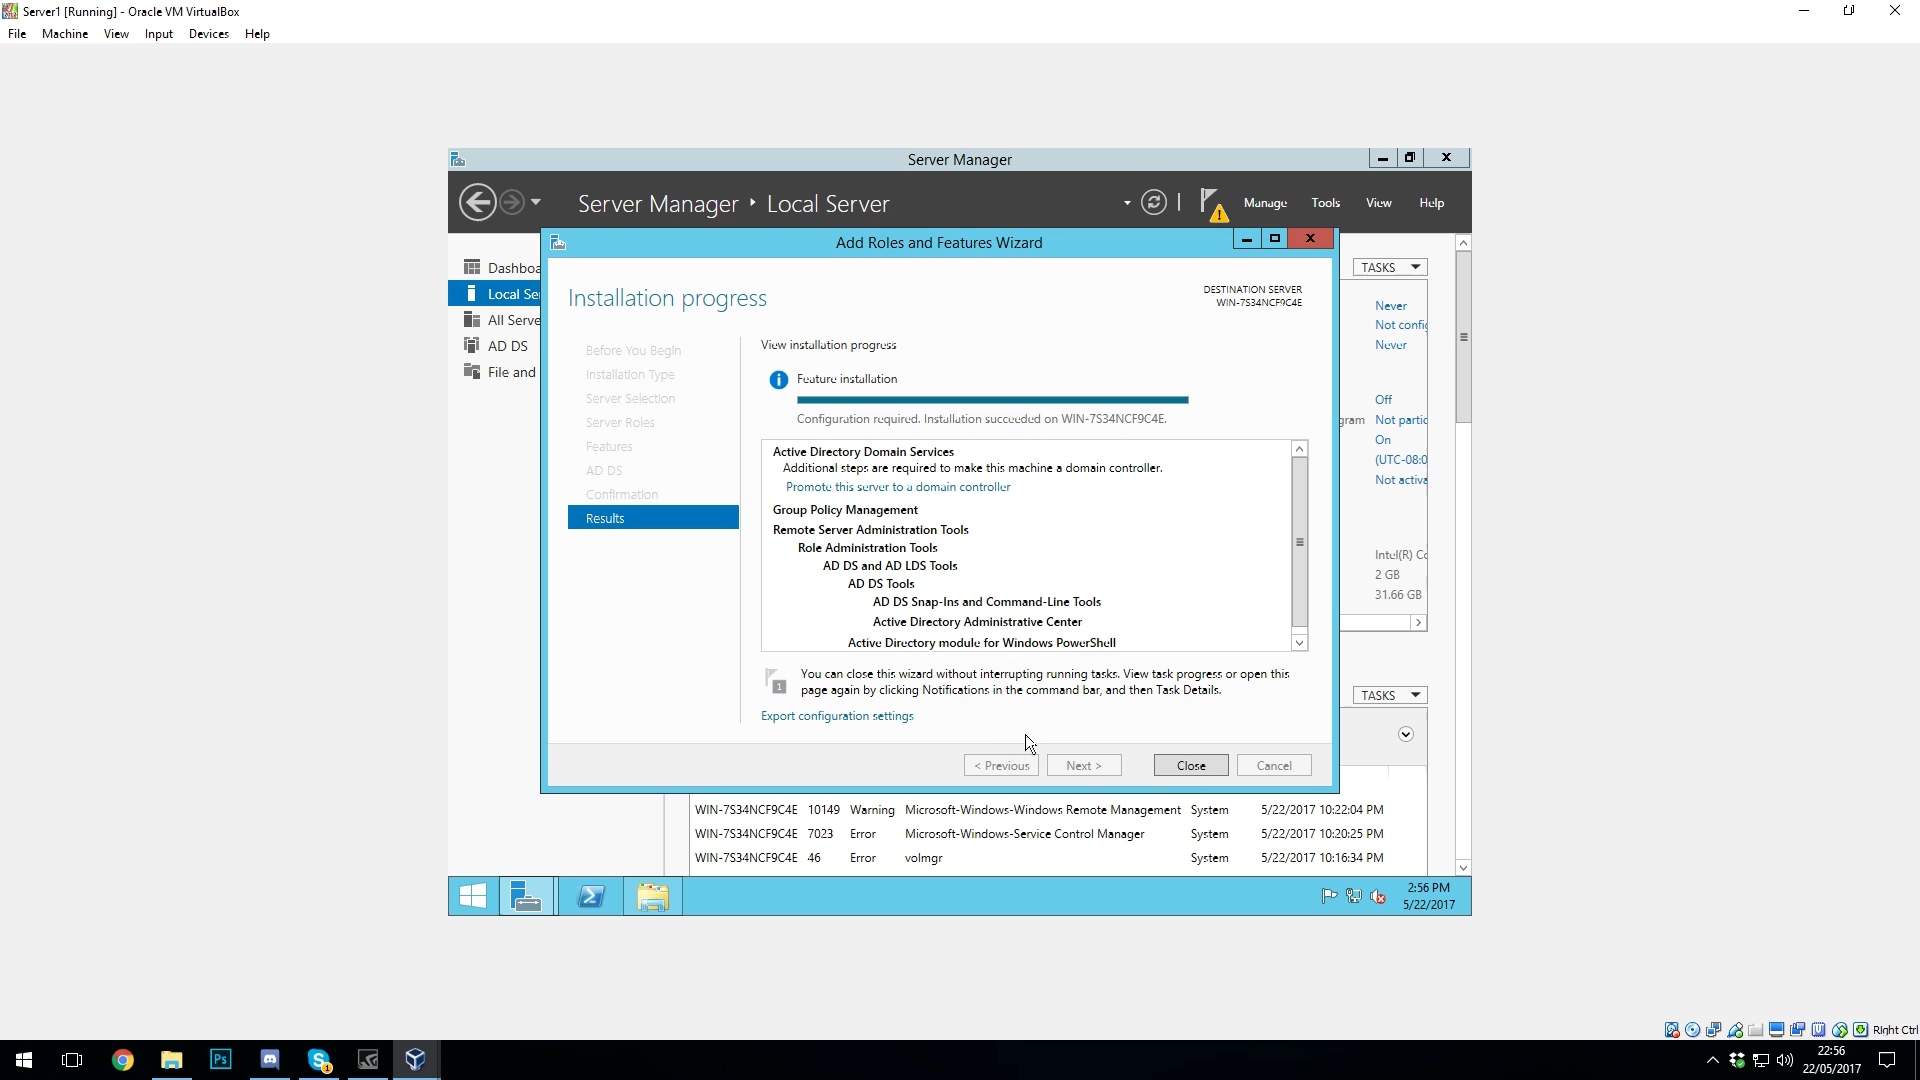 Server1 [Running] - Oracle VM VirtualBox
File Machine View Input Devices Help
Server Manager
Server Manager Local Server
Manage Tools View Help
Add Roles and Features Wizard
Installation progress
DESTINATION SERVER
WIN-7S34NCF9C4E
Local
All
AD DS
File and
TASKS
Before You Begin
Installation Type
Server Selection
Server Roles
Features
AD DS
Confirmation
Results
View installation progress
Feature installation
Configuration required. Installation succeeded on WIN-7S34NCF9C4E.
Active Directory Domain Services
Additional steps are required to make this machine a domain controller.
Promote this server to a domain controller
Group Policy Management
Remote Server Administration Tools
Role Administration Tools
AD DS and AD LDS Tools
AD DS Tools
AD DS Snap-Ins and Command-Line Tools
Active Directory Administrative Center
Active Directory module for Windows PowerShell
1
You can close this wizard without interrupting running tasks. View task progress or open this
page again by clicking Notifications in the command bar, and then Task Details.
Export configuration settings
< Previous Next > Close Cancel
Never
Not
Never
Off
Not
On
(UTC-08:0
Not
Intel(R)
2 GB
31.66 GB
TASKS
WIN-7S34NCF9C4E 10149 Warning Microsoft-Windows-Windows Remote Management System 5/22/2017 10:22:04 PM
WIN-7S34NCF9C4E 7023 Error Microsoft-Windows-Service Control Manager System 5/22/2017 10:20:25 PM
WIN-7S34NCF9C4E 46 Error volmgr System 5/22/2017 10:16:34 PM
2:56 PM
5/22/2017
Right Ctrl
Ps
1
22:56
22/05/2017